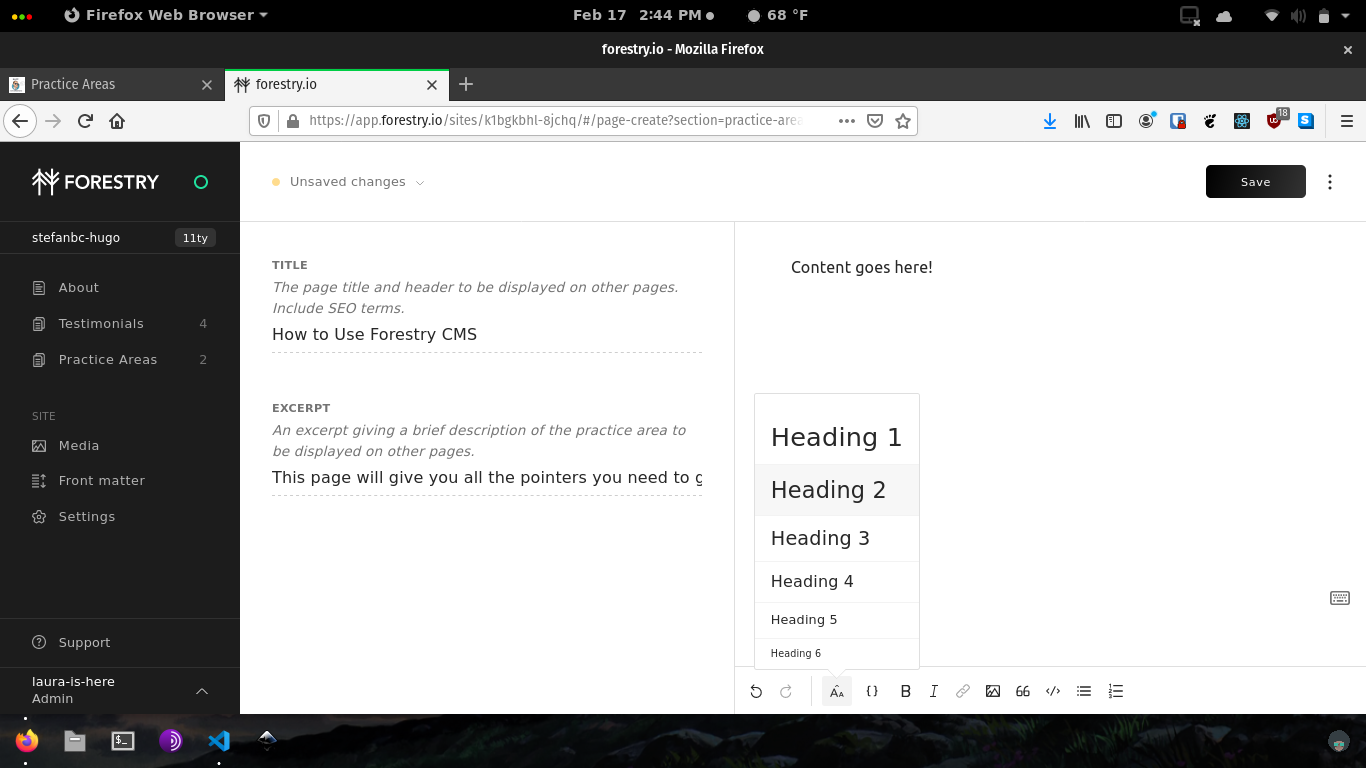 Firefox Web Browser
Feb 17 2:44 PM
68 °F
forestry.io - Mozilla Firefox
Practice Areas
forestry.io
https://app.forestry.io/sites/k1bgkbhl-8jchq/#/page-create?section=practice-area
18
FORESTRY
Unsaved changes
Save
stefanbc-hugo
11ty
About
Testimonials 4
Practice Areas 2
SITE
Media
Front matter
Settings
Support
laura-is-here
Admin
TITLE
The page title and header to be displayed on other pages.
Include SEO terms.
How to Use Forestry CMS
EXCERPT
An excerpt giving a brief description of the practice area to
be displayed on other pages.
This page will give you all the pointers you need to g
Content goes here!
Heading 1
Heading 2
Heading 3
Heading 4
Heading 5
Heading 6